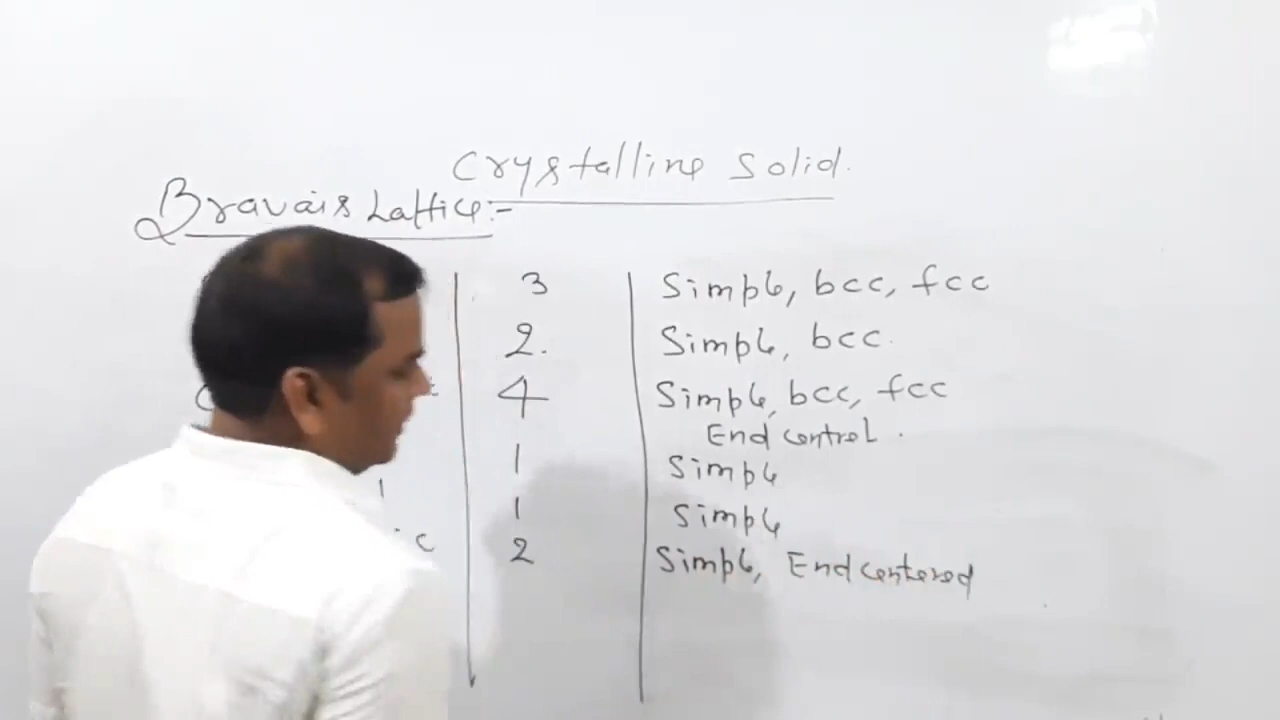 Crystalline Solid.
Bravais Lattice:-
3 Simple, bcc, fcc
2. Simple, bcc.
4 Simple, bcc, fcc
End control.
1 Simple
1 Simple
ic 2 Simple, End centered